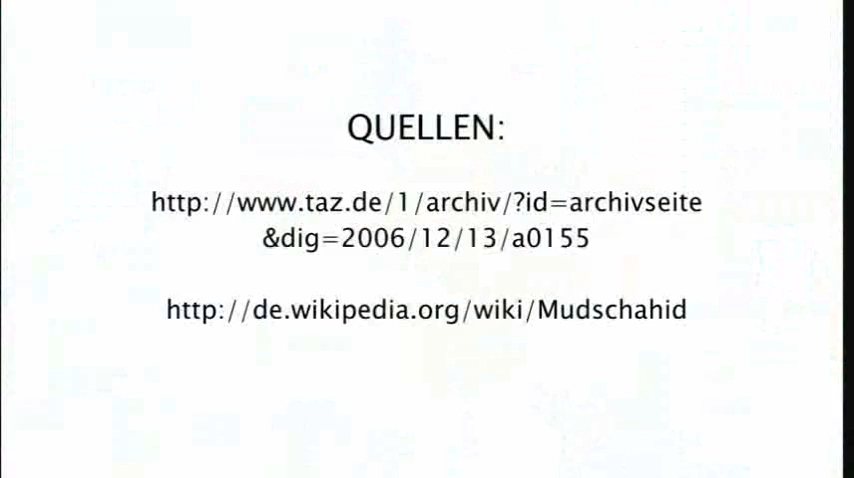 QUELLEN:
http://www.taz.de/1/archiv/?id=archivseite
&dig=2006/12/13/a0155
http://de.wikipedia.org/wiki/Mudschahid